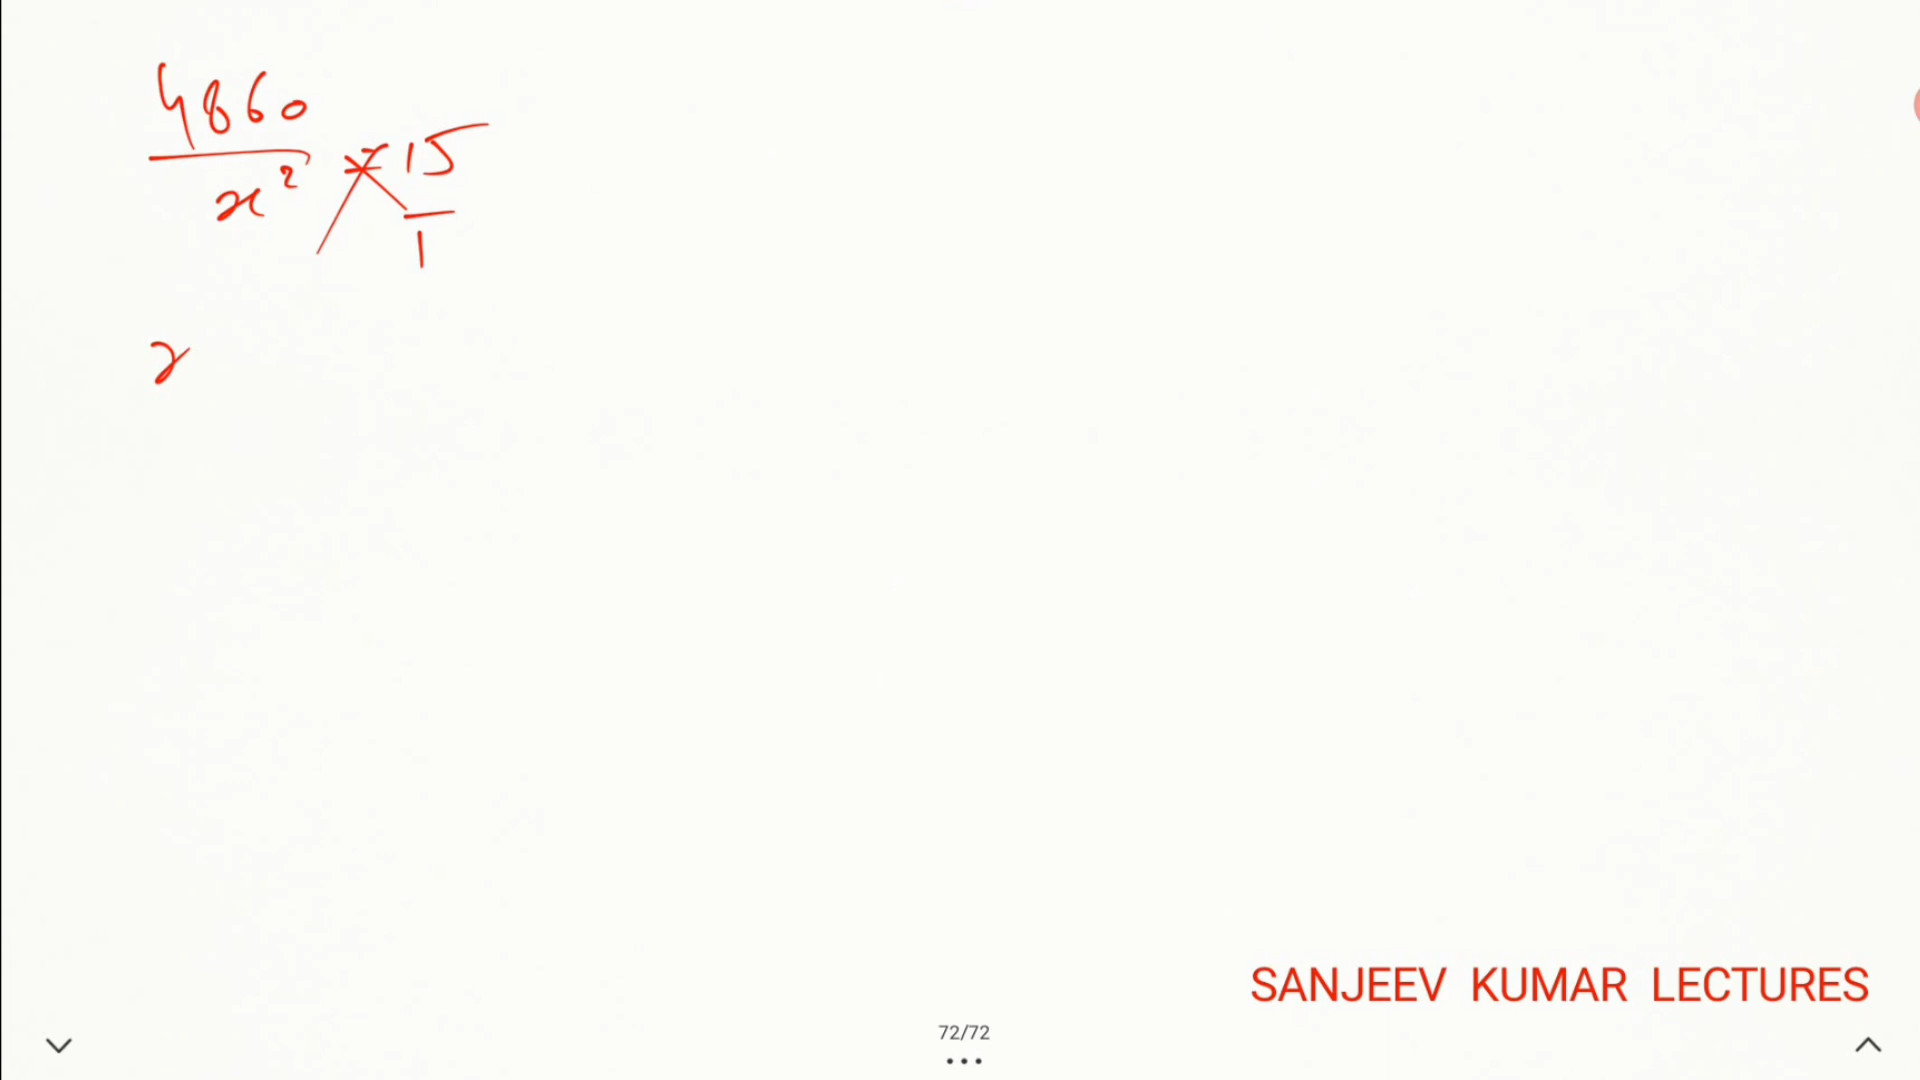 4860/x² = 15/1
x
SANJEEV KUMAR LECTURES
72/72